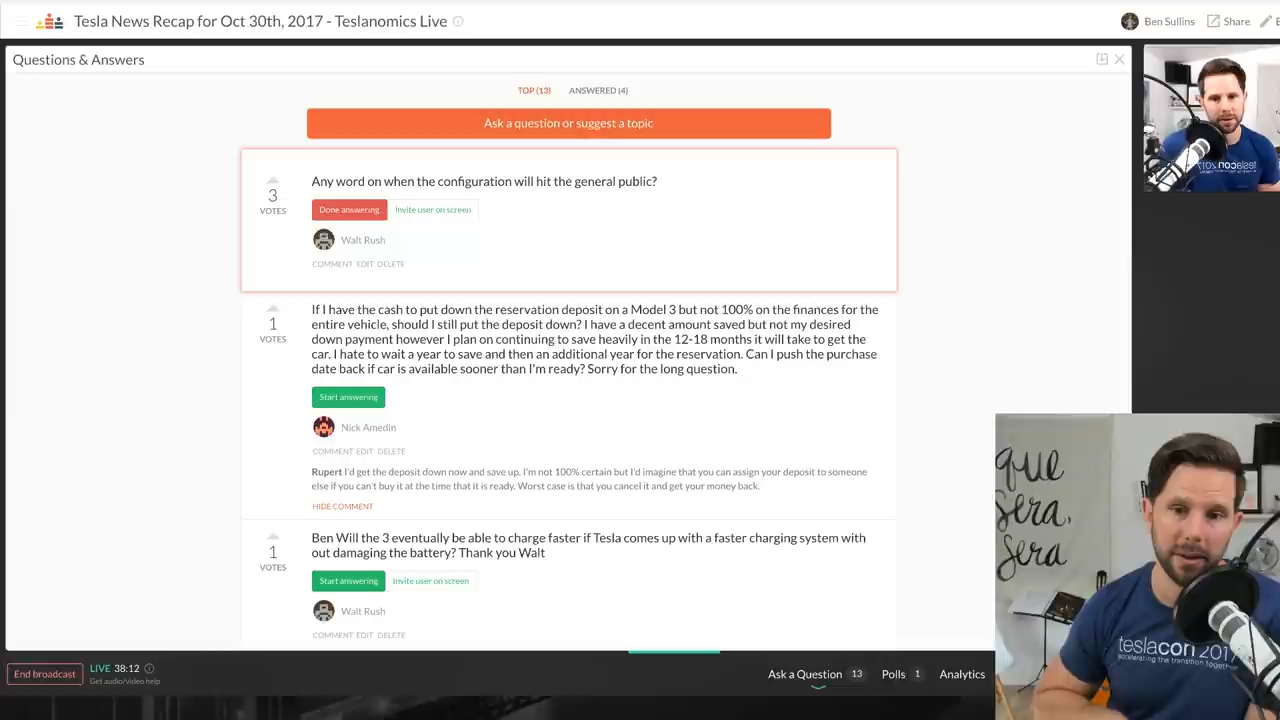 Tesla News Recap for Oct 30th, 2017 - Teslanomics Live
Ben Sullins
Share
Questions & Answers
TOP (13)
ANSWERED (4)
Ask a question or suggest a topic
3
VOTES
Any word on when the configuration will hit the general public?
Done answering
Invite user on screen
Walt Rush
COMMENT EDIT DELETE
1
VOTES
If I have the cash to put down the reservation deposit on a Model 3 but not 100% on the finances for the
entire vehicle, should I still put the deposit down? I have a decent amount saved but not my desired
down payment however I plan on continuing to save heavily in the 12-18 months it will take to get the
car. I hate to wait a year to save and then an additional year for the reservation. Can I push the purchase
date back if car is available sooner than I'm ready? Sorry for the long question.
Start answering
Nick Amedin
COMMENT EDIT DELETE
Rupert I'd get the deposit down now and save up. I'm not 100% certain but I'd imagine that you can assign your deposit to someone
else if you can't buy it at the time that it is ready. Worst case is that you cancel it and get your money back.
HIDE COMMENT
1
VOTES
Ben Will the 3 eventually be able to charge faster if Tesla comes up with a faster charging system with
out damaging the battery? Thank you Walt
Start answering
Invite user on screen
Walt Rush
COMMENT EDIT DELETE
que
sera,
sera
teslacon 2017
accelerating the transition together
End broadcast
LIVE 38:12
Get audio/video help
Ask a Question 13
Polls 1
Analytics